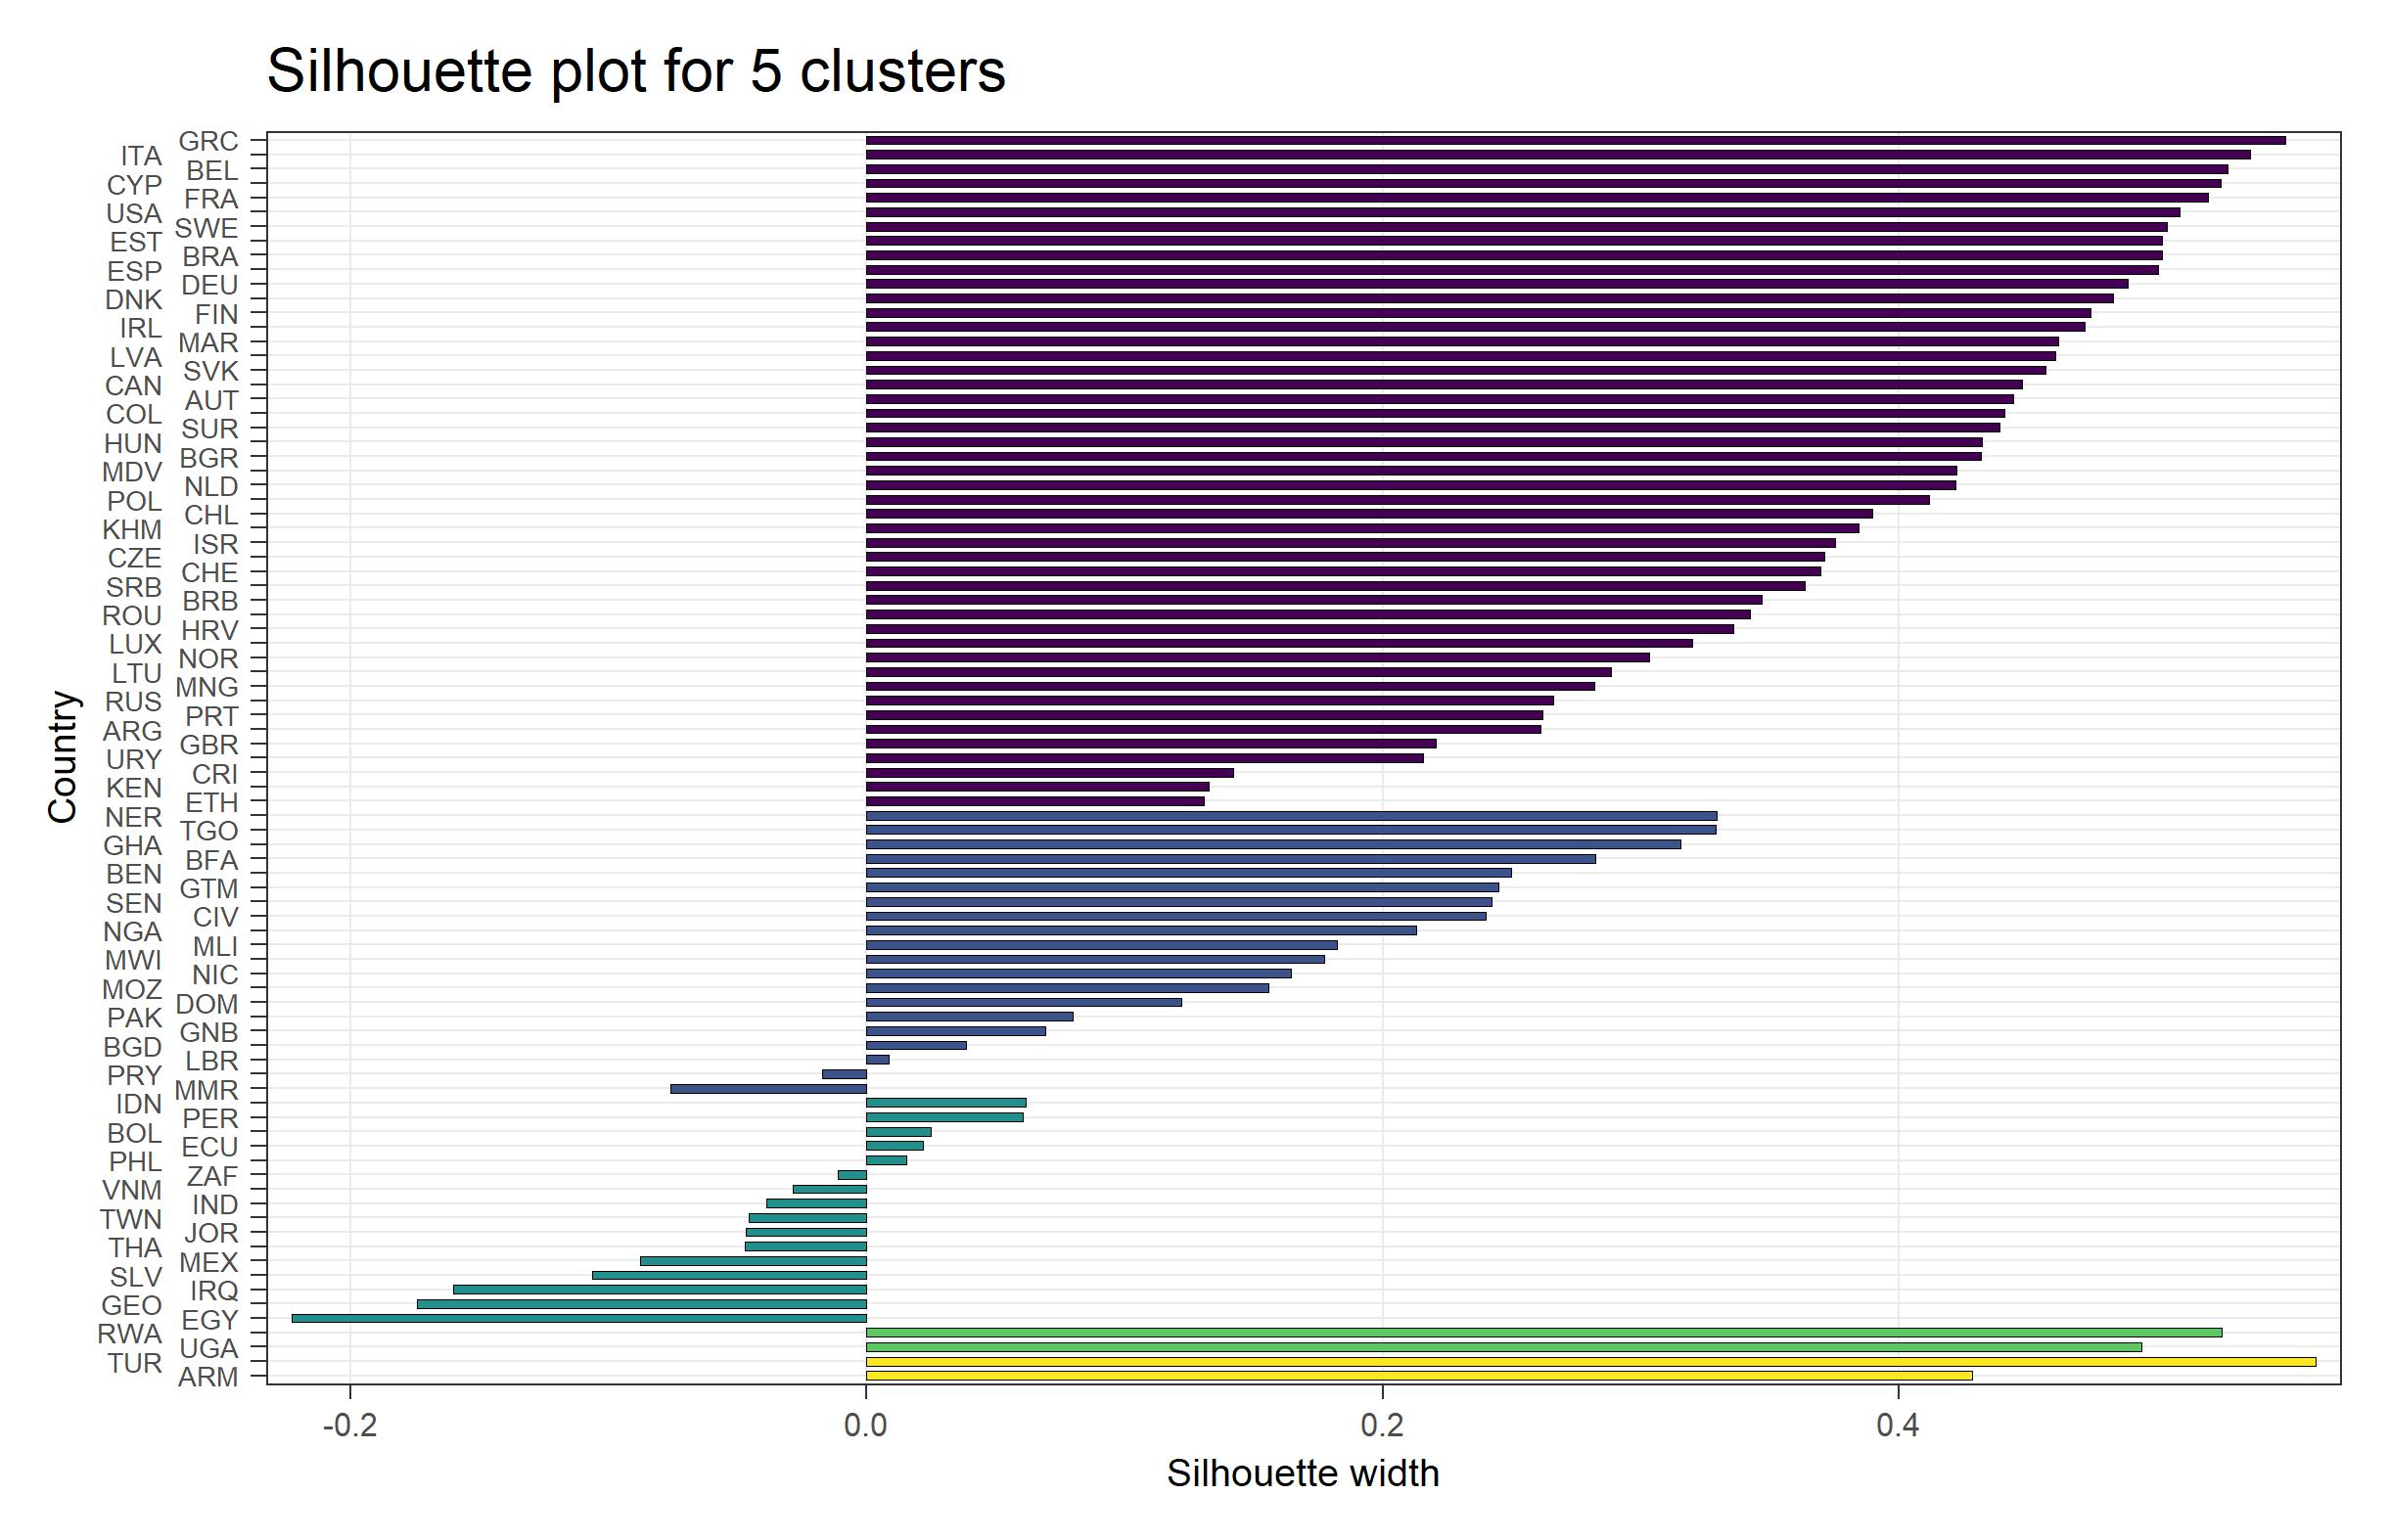 Silhouette plot for 5 clusters
GRC
ITA
BEL
CYP
FRA
USA
SWE
EST
BRA
ESP
DEU
DNK
FIN
IRL
MAR
LVA
SVK
CAN
AUT
COL
SUR
HUN
BGR
MDV
NLD
POL
CHL
KHM
ISR
CZE
CHE
SRB
BRB
ROU
HRV
LUX
NOR
LTU
MNG
RUS
PRT
ARG
GBR
URY
CRI
KEN
ETH
NER
TGO
GHA
BFA
BEN
GTM
SEN
CIV
NGA
MLI
MWI
NIC
MOZ
DOM
PAK
GNB
BGD
LBR
PRY
MMR
IDN
PER
BOL
ECU
PHL
ZAF
VNM
IND
TWN
JOR
THA
MEX
SLV
IRQ
GEO
EGY
RWA
UGA
TUR
ARM
Country
-0.2 0.0 0.2 0.4
Silhouette width